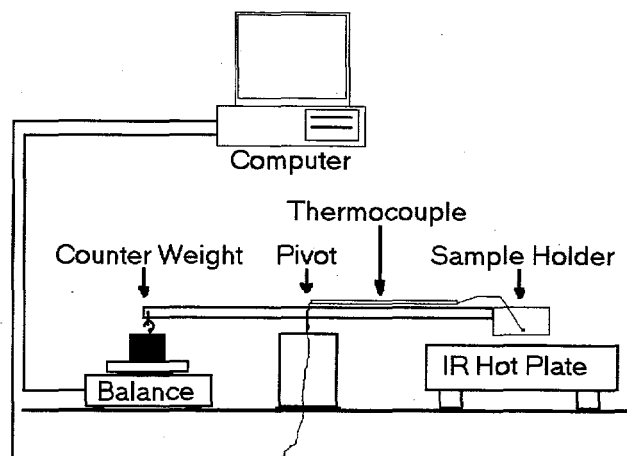 Computer
Thermocouple
Counter Weight Pivot Sample Holder
IR Hot Plate
Balance